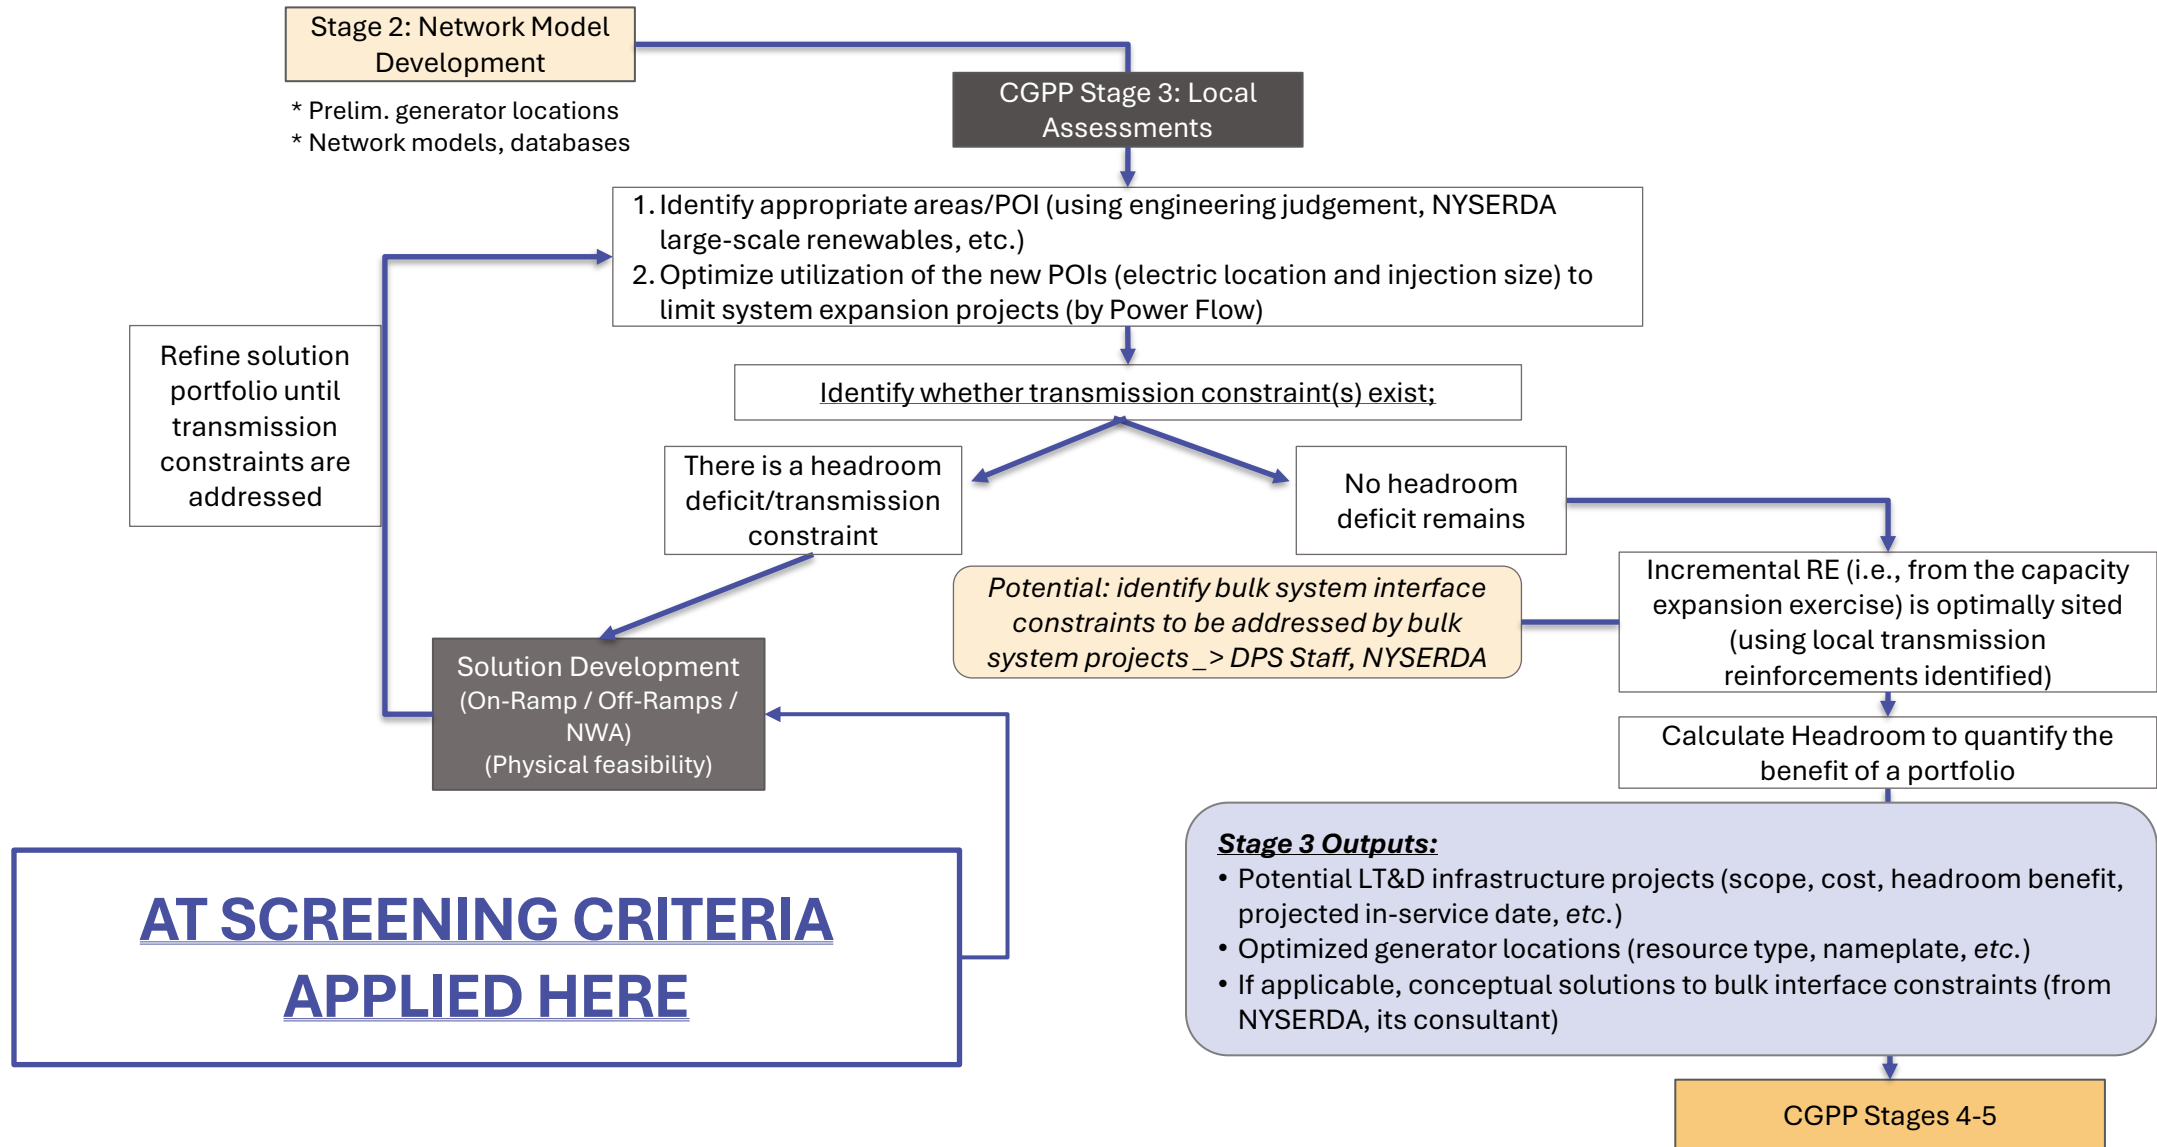 Stage 2: Network Model
Development
* Prelim. generator locations
* Network models, databases
CGPP Stage 3: Local
Assessments
1. Identify appropriate areas/POI (using engineering judgement, NYSERDA
large-scale renewables, etc.)
2. Optimize utilization of the new POIs (electric location and injection size) to
limit system expansion projects (by Power Flow)
Refine solution
portfolio until
transmission
constraints are
addressed
Identify whether transmission constraint(s) exist;
There is a headroom
deficit/transmission
constraint
No headroom
deficit remains
Potential: identify bulk system interface
constraints to be addressed by bulk
system projects _> DPS Staff, NYSERDA
Incremental RE (i.e., from the capacity
expansion exercise) is optimally sited
(using local transmission
reinforcements identified)
Solution Development
(On-Ramp / Off-Ramps /
NWA)
(Physical feasibility)
Calculate Headroom to quantify the
benefit of a portfolio
AT SCREENING CRITERIA
APPLIED HERE
Stage 3 Outputs:
• Potential LT&D infrastructure projects (scope, cost, headroom benefit,
projected in-service date, etc.)
• Optimized generator locations (resource type, nameplate, etc.)
• If applicable, conceptual solutions to bulk interface constraints (from
NYSERDA, its consultant)
CGPP Stages 4-5